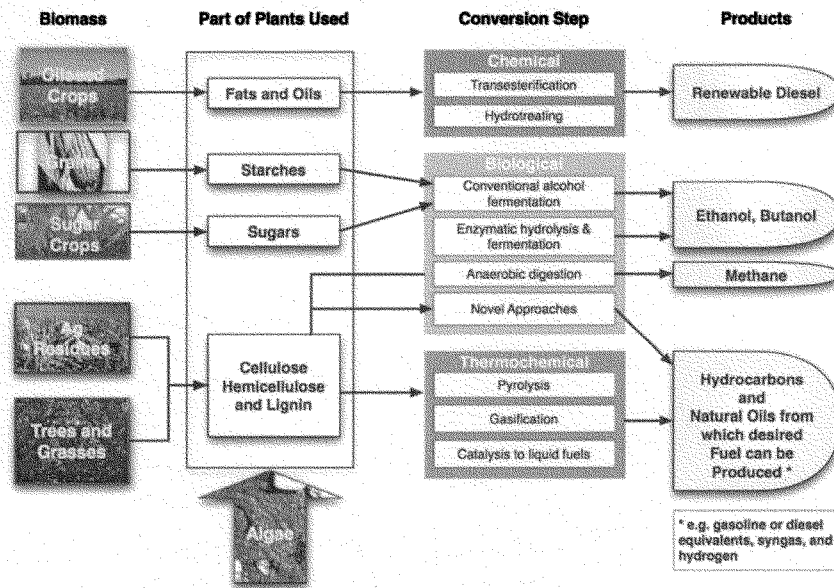 Biomass
Part of Plants Used
Conversion Step
Products
Oilseed
Crops
Fats and Oils
Chemical
Transesterification
Hydrotreating
Renewable Diesel
Grains
Starches
Sugar
Crops
Sugars
Biological
Conventional alcohol
fermentation
Enzymatic hydrolysis &
fermentation
Anaerobic digestion
Novel Approaches
Ethanol, Butanol
Methane
Ag
Residues
Trees and
Grasses
Cellulose
Hemicellulose
and Lignin
Thermochemical
Pyrolysis
Gasification
Catalysis to liquid fuels
Hydrocarbons
and
Natural Oils from
which desired
Fuel can be
Produced *
Algae
* e.g. gasoline or diesel
equivalents, syngas, and
hydrogen